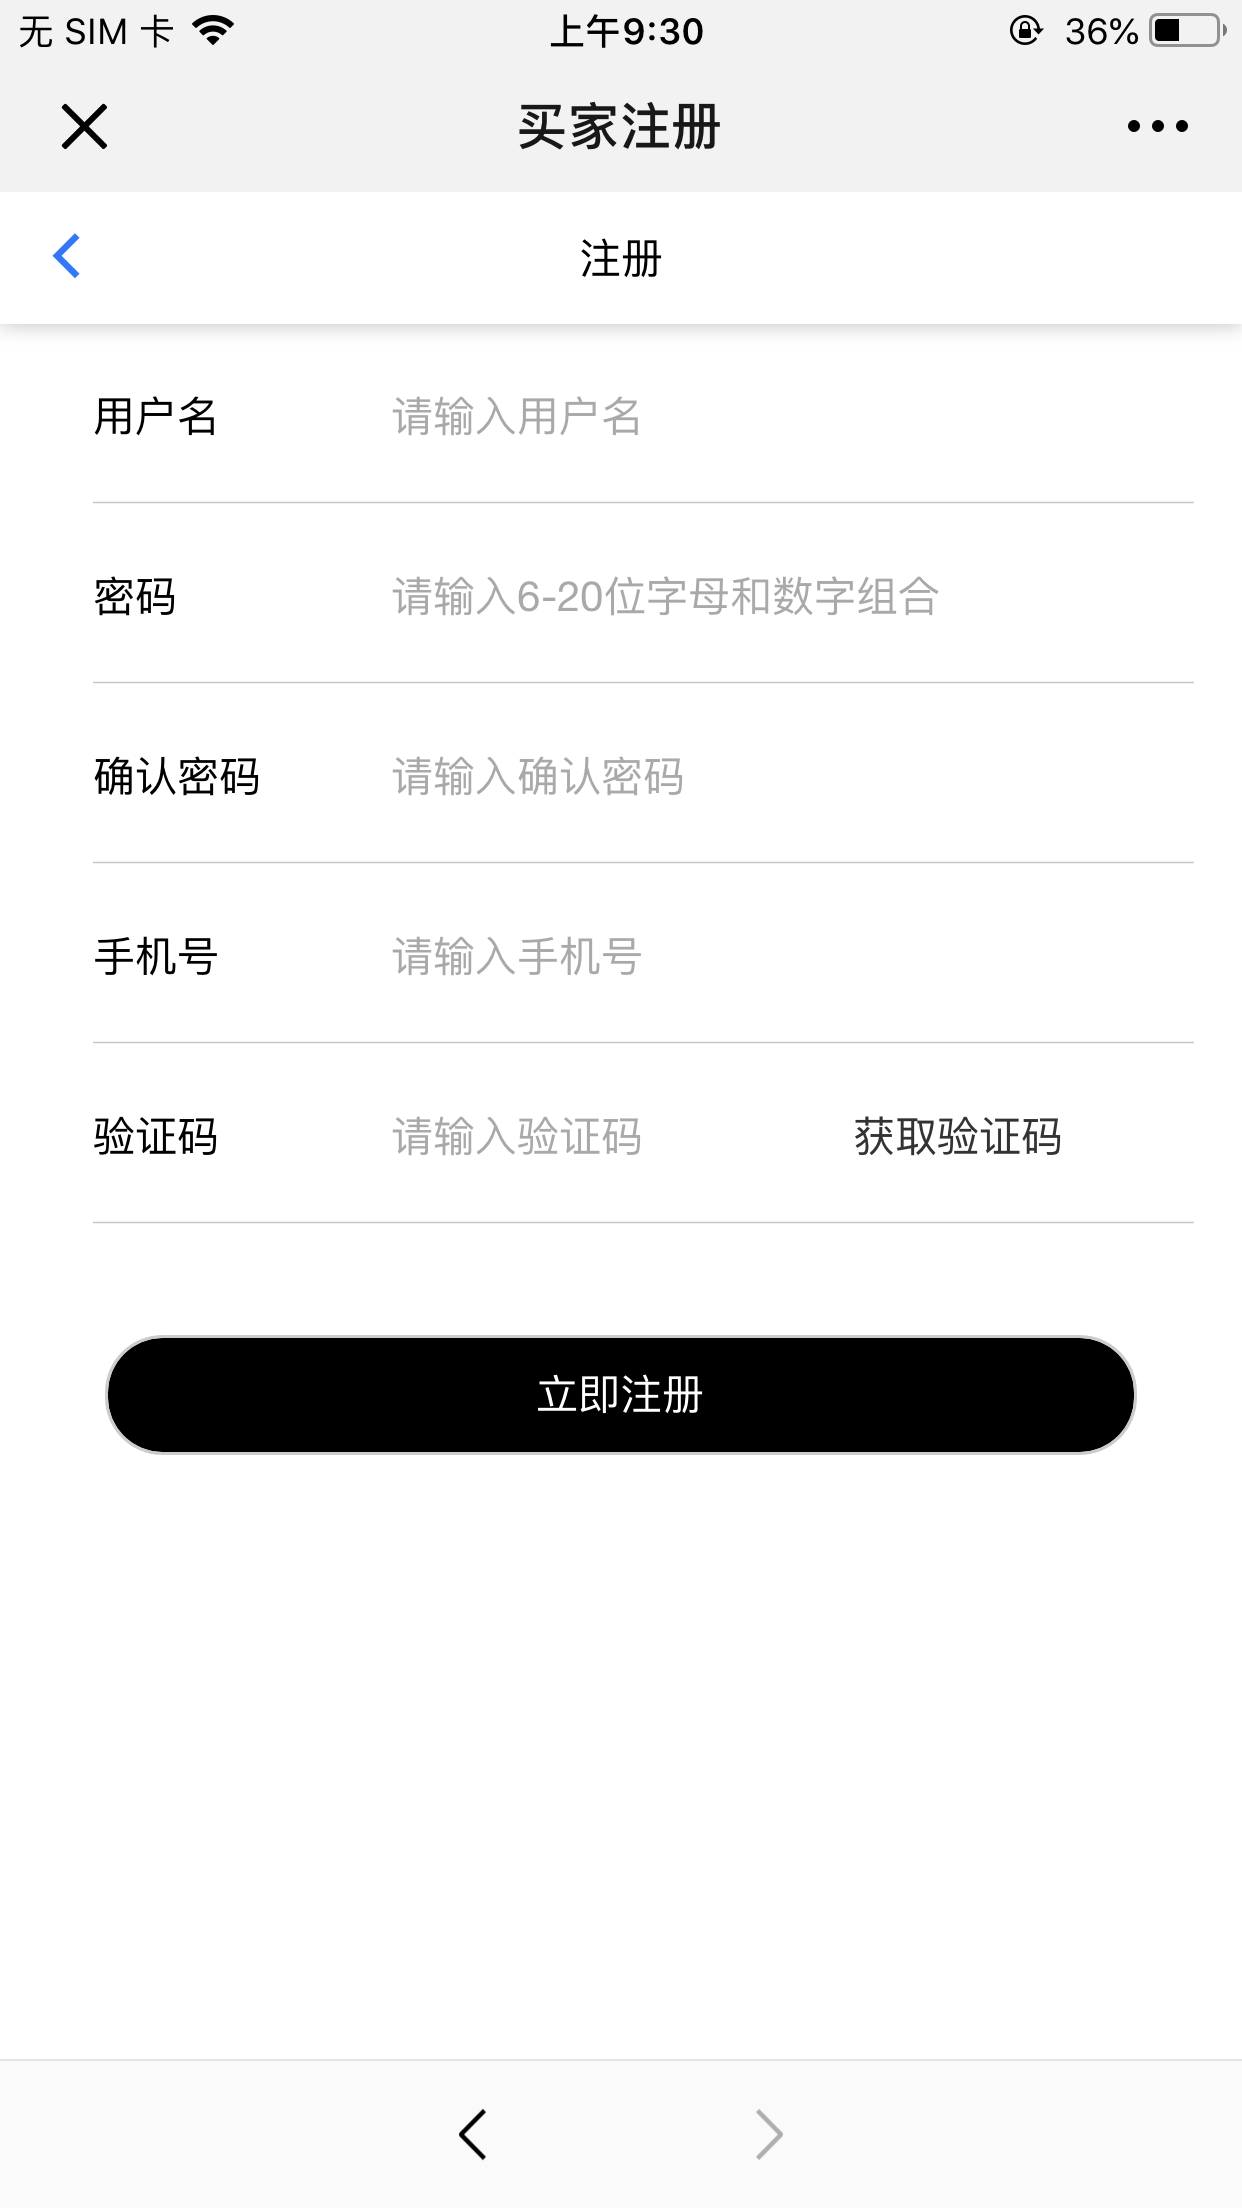 无 SIM 卡 上午9:30 36%
买家注册
注册
用户名 请输入用户名
密码 请输入6-20位字母和数字组合
确认密码 请输入确认密码
手机号 请输入手机号
验证码 请输入验证码 获取验证码
立即注册